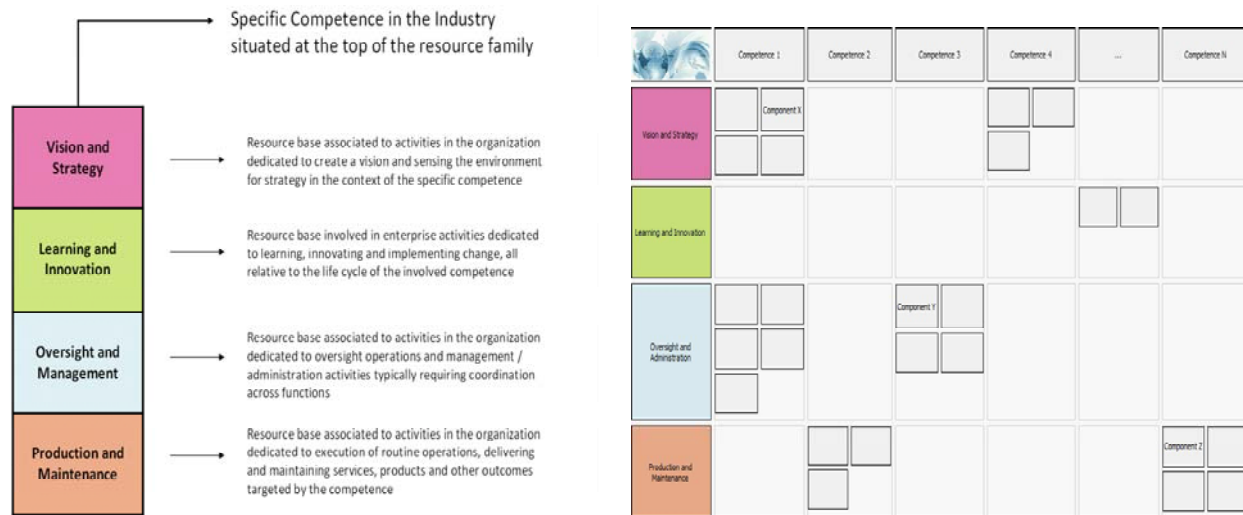 Specific Competence in the Industry
situated at the top of the resource family
Vision and
Strategy
Resource base associated to activities in the organization
dedicated to create a vision and sensing the environment
for strategy in the context of the specific competence
Learning and
Innovation
Resource base involved in enterprise activities dedicated
to learning, innovating and implementing change, all
relative to the life cycle of the involved competence
Oversight and
Management
Resource base associated to activities in the organization
dedicated to oversight operations and management /
administration activities typically requiring coordination
across functions
Production and
Maintenance
Resource base associated to activities in the organization
dedicated to execution of routine operations, delivering
and maintaining services, products and other outcomes
targeted by the competence
Competence 1
Competence 2
Competence 3
Competence 4
...
Competence N
Vision and Strategy
Component X
Learning and Innovation
Oversight and
Administration
Component Y
Production and
Maintenance
Component Z